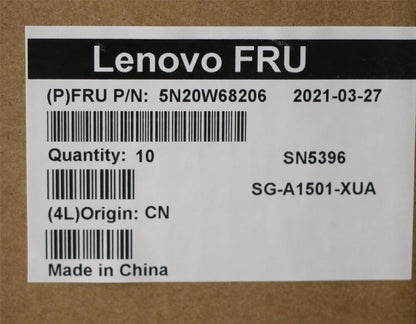 Lenovo FRU
(P)FRU P/N: 5N20W68206 2021-03-27
Quantity: 10 SN5396
SG-A1501-XUA
(4L)Origin: CN
Made in China